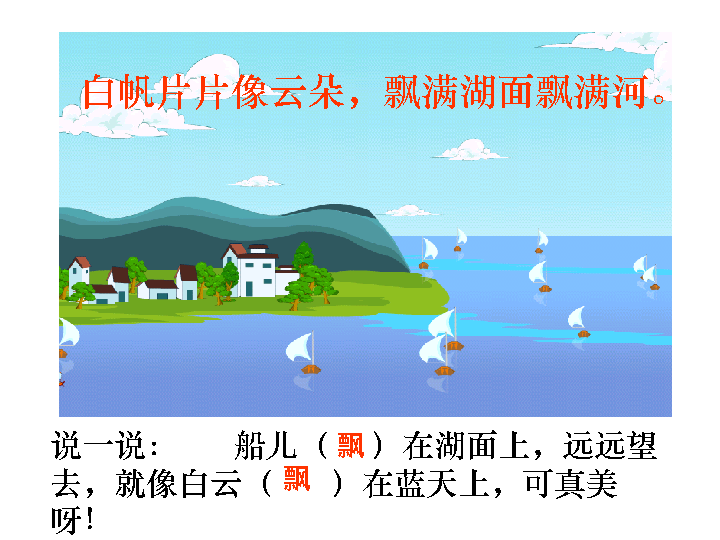 白帆片片像云朵，飘满湖面飘满河。
说一说： 船儿（飘）在湖面上，远远望
去，就像白云（飘 ）在蓝天上，可真美
呀！